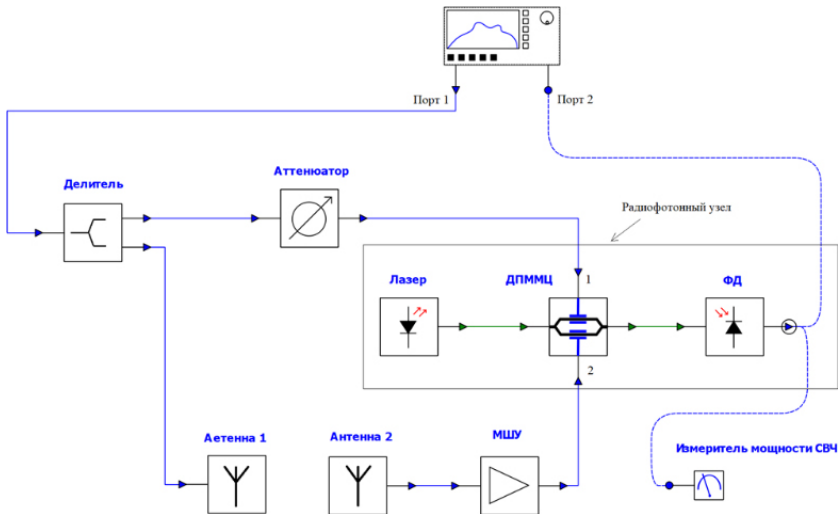 Порт 1
Порт 2
Делитель
Аттенюатор
Радиофотонный узел
Лазер
ДПММЦ
1
ФД
2
Аетенна 1
Антенна 2
МШУ
Измеритель мощности СВЧ